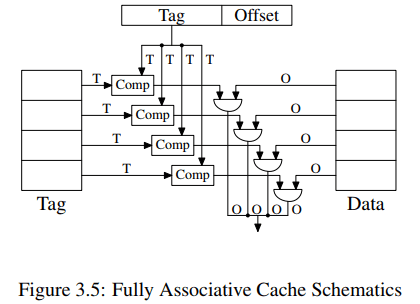 Tag Offset
T T T T
T Comp O
T Comp O
T Comp O
T Comp O
Tag O O O O Data
Figure 3.5: Fully Associative Cache Schematics